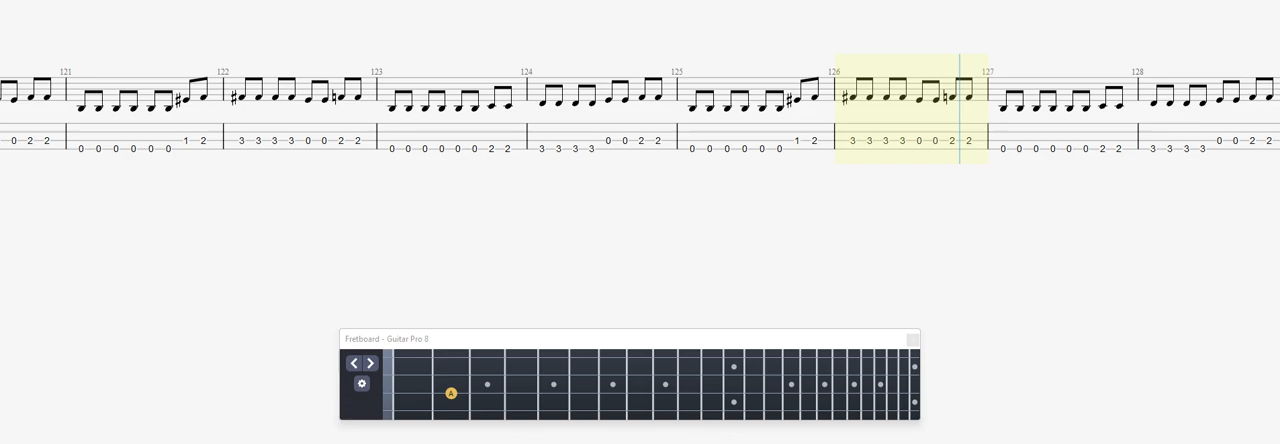 121 122 123 124 125 126 127 128
0 2 2 1 2 3 3 3 3 0 0 2 2 0 0 2 2 1 2 3 3 3 3 0 0 2 2 0 0 2 2
0 0 0 0 0 0 0 0 0 0 0 0 2 2 3 3 3 3 0 0 0 0 0 0 0 0 0 0 0 0 2 2 3 3 3 3
Fretboard - Guitar Pro 8
A